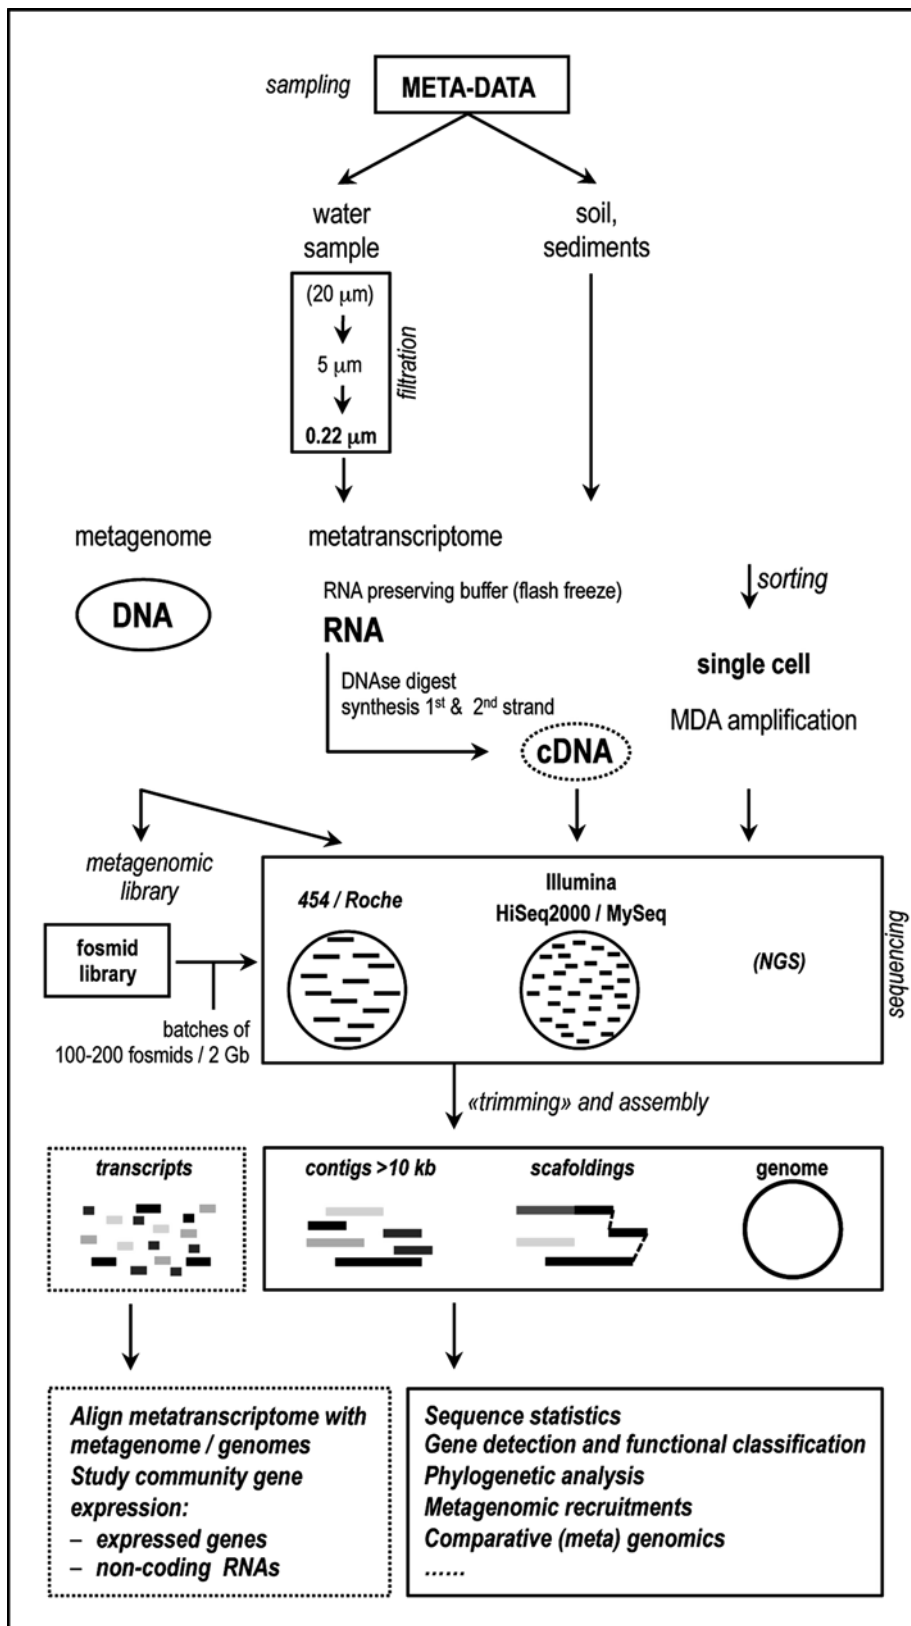 sampling
META-DATA
water
sample
soil,
sediments
(20 µm)
5 µm
0.22 µm
filtration
metagenome
metatranscriptome
DNA
RNA preserving buffer (flash freeze)
RNA
sorting
single cell
DNAse digest
synthesis 1st & 2nd strand
MDA amplification
cDNA
metagenomic
library
454 / Roche
Illumina
HiSeq2000 / MySeq
(NGS)
sequencing
fosmid
library
batches of
100-200 fosmids / 2 Gb
«trimming» and assembly
transcripts
contigs >10 kb
scafoldings
genome
Align metatranscriptome with
metagenome / genomes
Study community gene
expression:
– expressed genes
– non-coding RNAs
Sequence statistics
Gene detection and functional classification
Phylogenetic analysis
Metagenomic recruitments
Comparative (meta) genomics
......